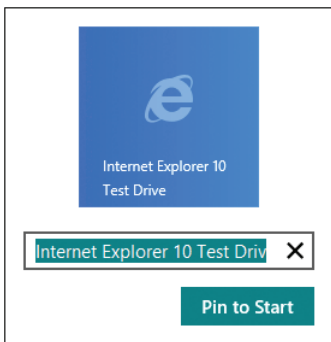 Internet Explorer 10
Test Drive
Internet Explorer 10 Test Driv
Pin to Start